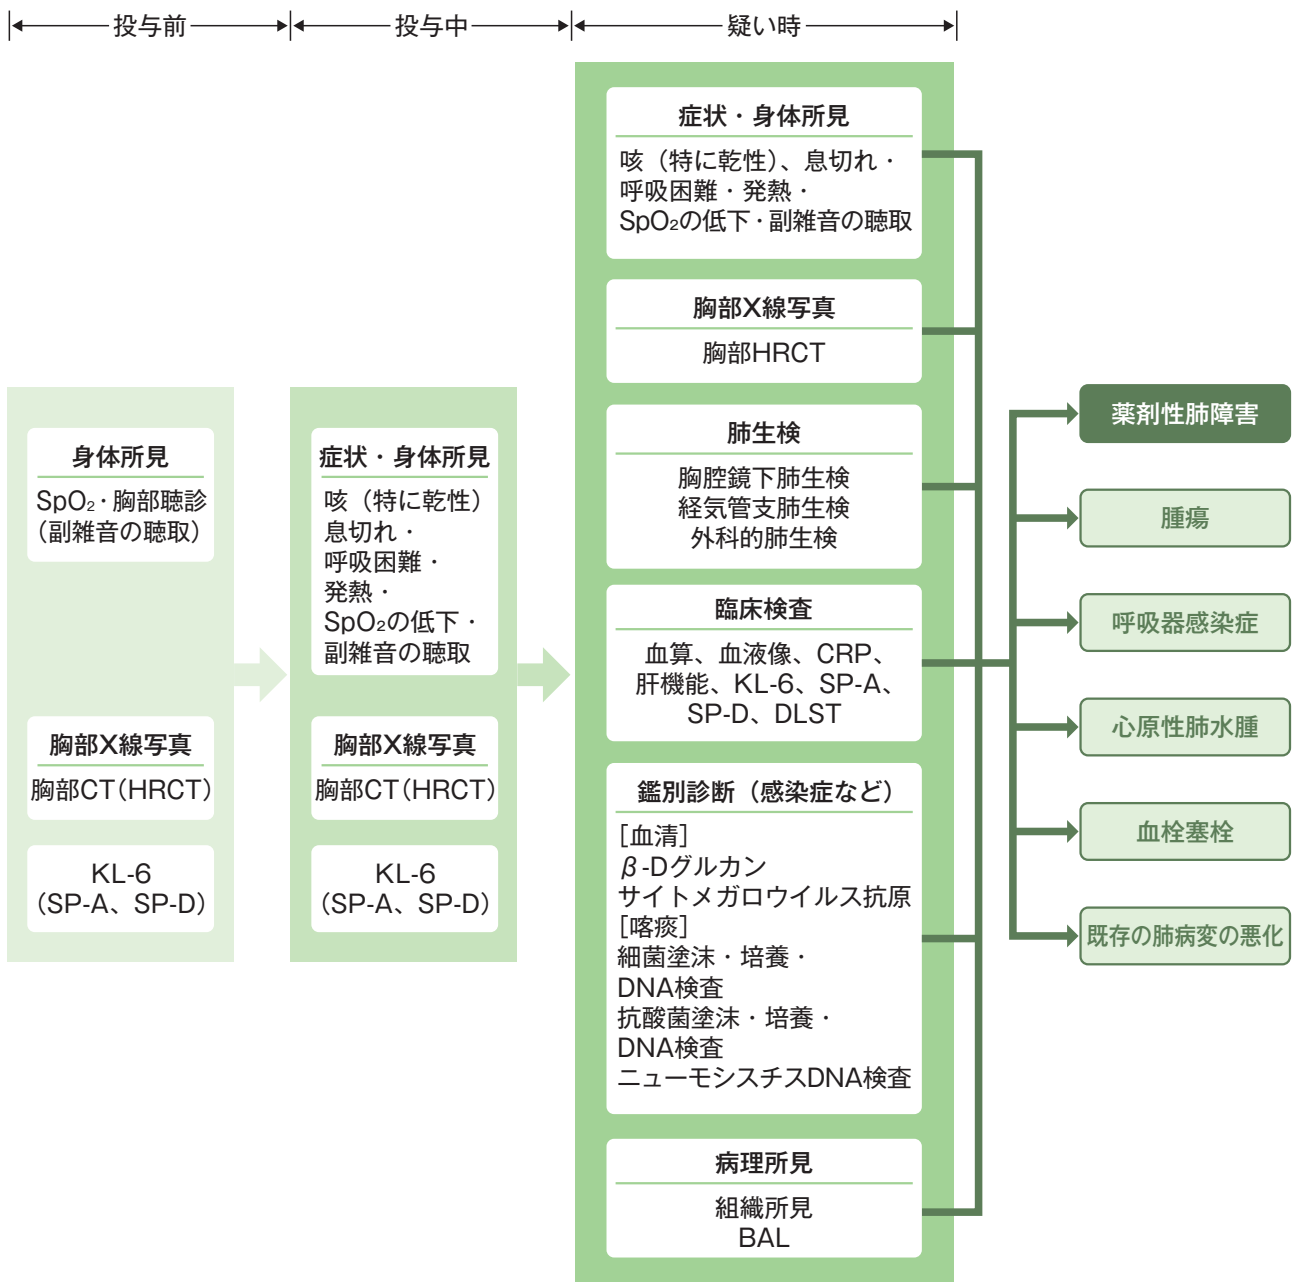 投与前
投与中
疑い時
身体所見
SpO₂・胸部聴診
（副雑音の聴取）
胸部X線写真
胸部CT（HRCT）
KL-6
（SP-A、SP-D）
症状・身体所見
咳（特に乾性）
息切れ・
呼吸困難・
発熱・
SpO₂の低下・
副雑音の聴取
胸部X線写真
胸部CT（HRCT）
KL-6
（SP-A、SP-D）
症状・身体所見
咳（特に乾性）、息切れ・
呼吸困難・発熱・
SpO₂の低下・副雑音の聴取
胸部X線写真
胸部HRCT
肺生検
胸腔鏡下肺生検
経気管支肺生検
外科的肺生検
臨床検査
血算、血液像、CRP、
肝機能、KL-6、SP-A、
SP-D、DLST
鑑別診断（感染症など）
［血清］
β-Dグルカン
サイトメガロウイルス抗原
［喀痰］
細菌塗沫・培養・
DNA検査
抗酸菌塗沫・培養・
DNA検査
ニューモシスチスDNA検査
病理所見
組織所見
BAL
薬剤性肺障害
腫瘍
呼吸器感染症
心原性肺水腫
血栓塞栓
既存の肺病変の悪化